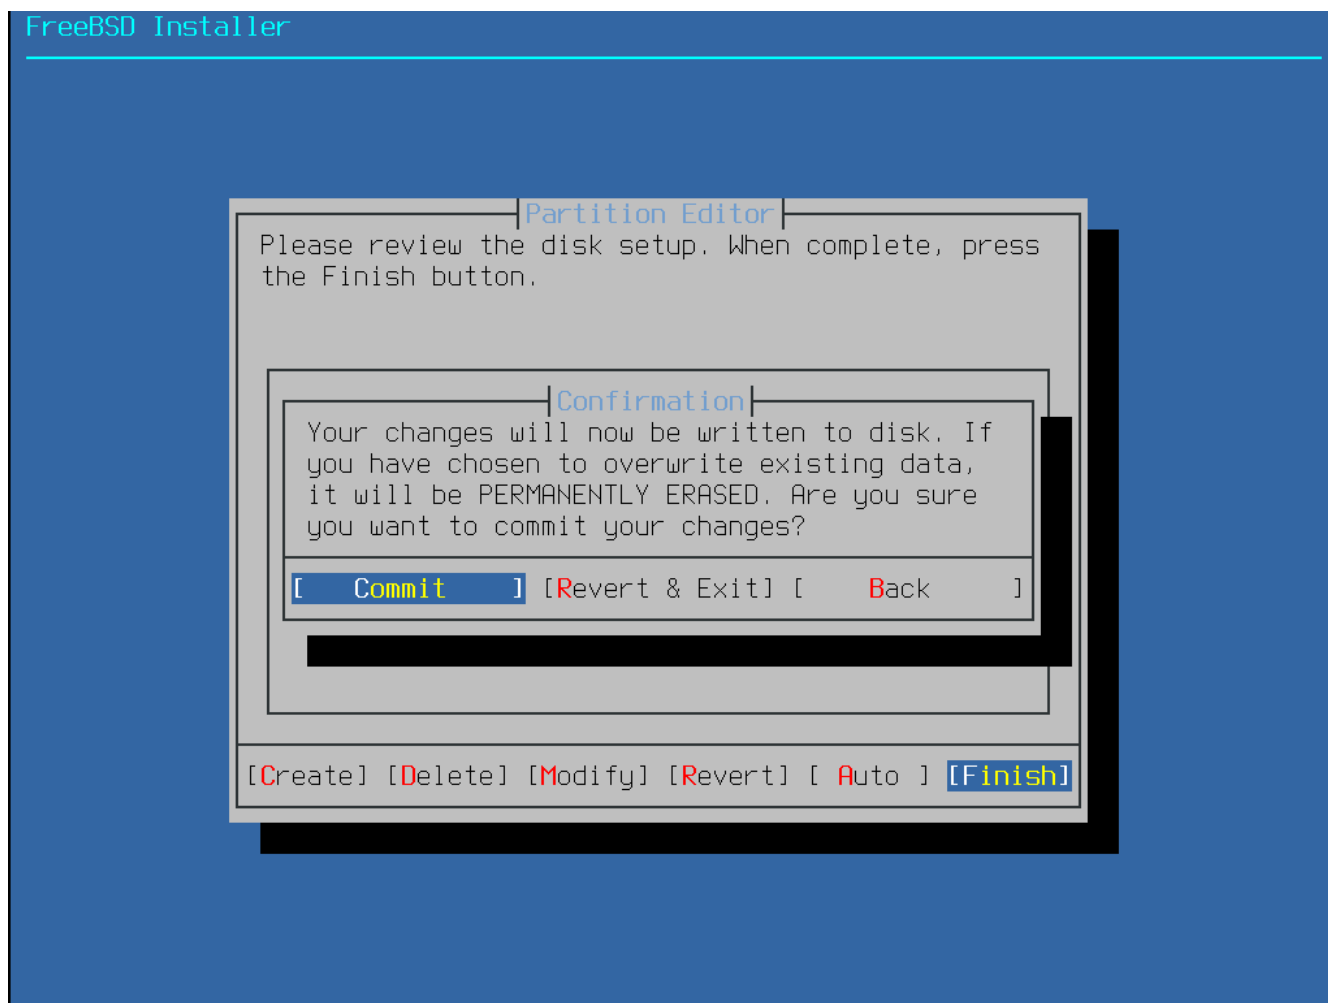 FreeBSD Installer
Partition Editor
Please review the disk setup. When complete, press
the Finish button.
Confirmation
Your changes will now be written to disk. If
you have chosen to overwrite existing data,
it will be PERMANENTLY ERASED. Are you sure
you want to commit your changes?
[ Commit ] [Revert & Exit] [ Back ]
[Create] [Delete] [Modify] [Revert] [ Auto ] [Finish]